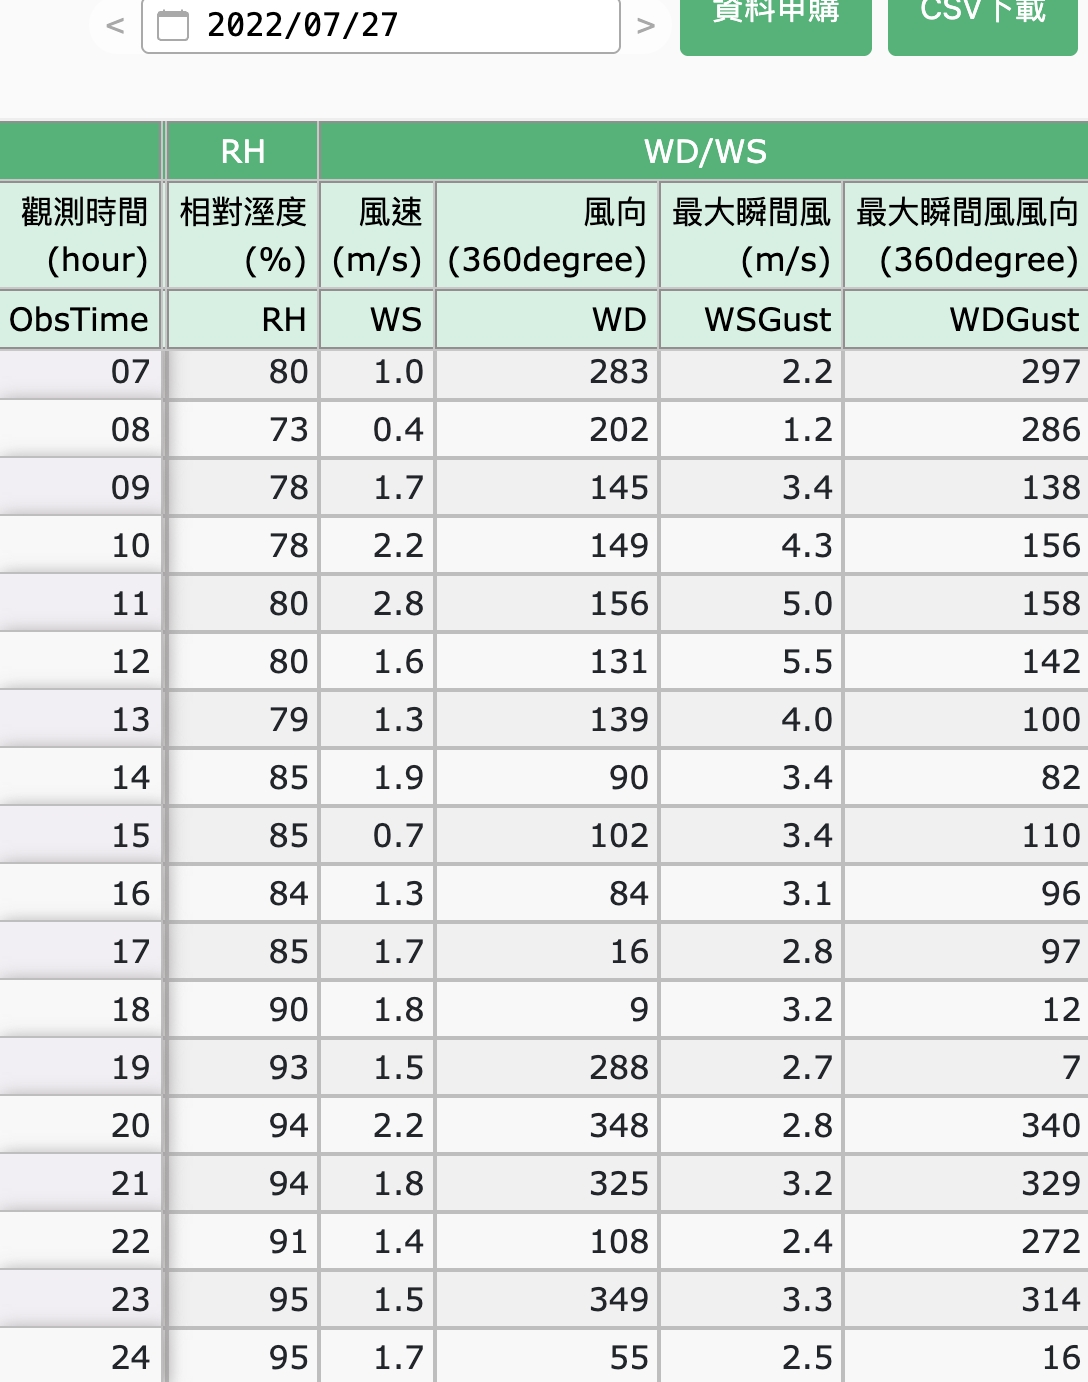 < 2022/07/27 > 資料申購 CSV下載
RH WD/WS
觀測時間 相對溼度 風速 風向 最大瞬間風 最大瞬間風風向
(hour) (%) (m/s) (360degree) (m/s) (360degree)
ObsTime RH WS WD WSGust WDGust
07 80 1.0 283 2.2 297
08 73 0.4 202 1.2 286
09 78 1.7 145 3.4 138
10 78 2.2 149 4.3 156
11 80 2.8 156 5.0 158
12 80 1.6 131 5.5 142
13 79 1.3 139 4.0 100
14 85 1.9 90 3.4 82
15 85 0.7 102 3.4 110
16 84 1.3 84 3.1 96
17 85 1.7 16 2.8 97
18 90 1.8 9 3.2 12
19 93 1.5 288 2.7 7
20 94 2.2 348 2.8 340
21 94 1.8 325 3.2 329
22 91 1.4 108 2.4 272
23 95 1.5 349 3.3 314
24 95 1.7 55 2.5 16